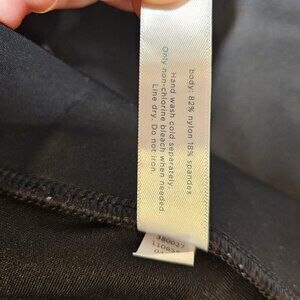 body: 82% nylon 18% spandex
Hand wash cold separately.
Only non-chlorine bleach when needed.
Line dry. Do not iron.